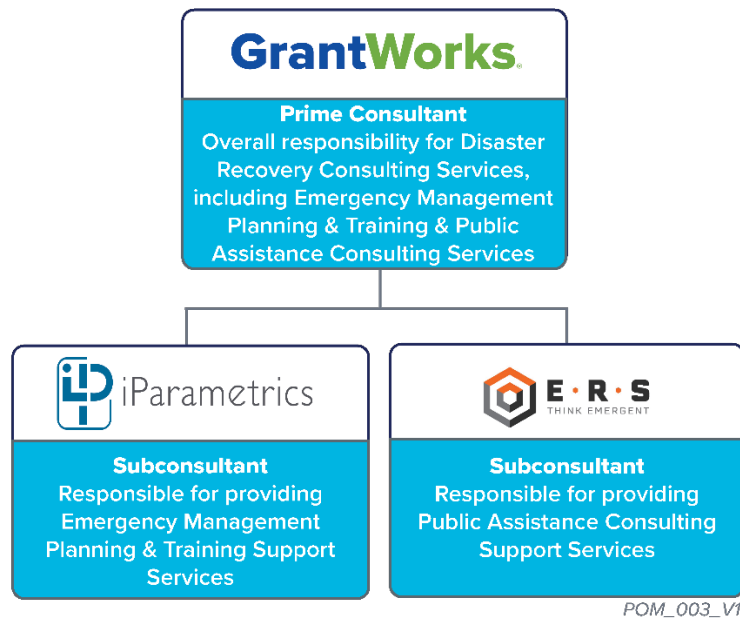 GrantWorks®
Prime Consultant
Overall responsibility for Disaster
Recovery Consulting Services,
including Emergency Management
Planning & Training & Public
Assistance Consulting Services
iParametrics
Subconsultant
Responsible for providing
Emergency Management
Planning & Training Support
Services
E·R·S
THINK EMERGENT
Subconsultant
Responsible for providing
Public Assistance Consulting
Support Services
POM_003_V1